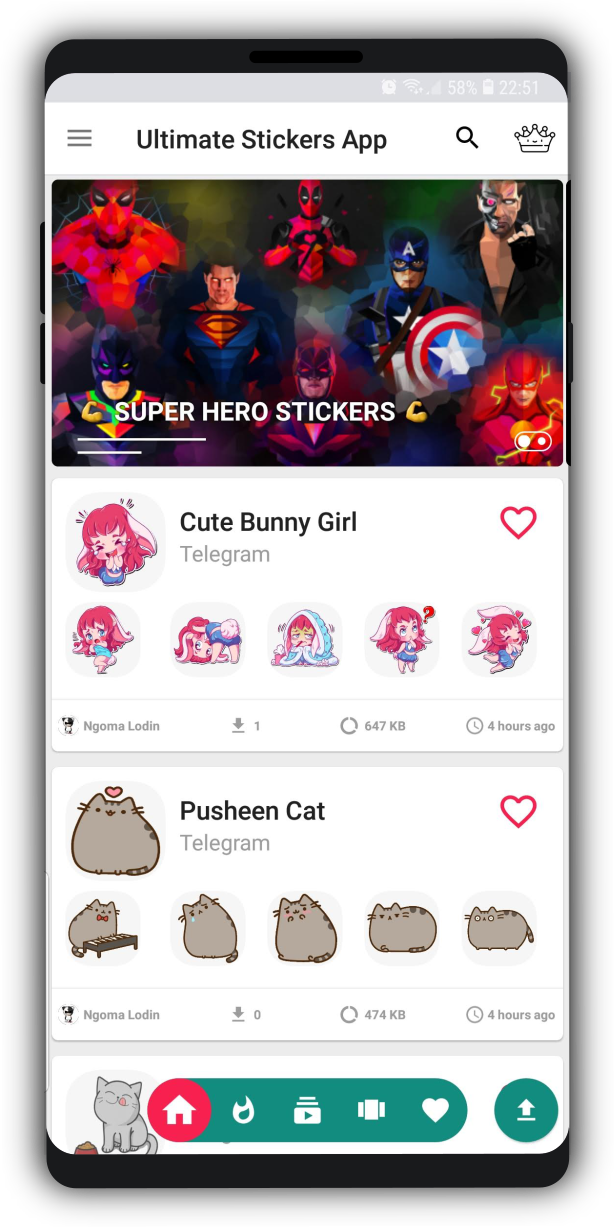 58% 22:51
Ultimate Stickers App
A
💪 SUPER HERO STICKERS 💪
Cute Bunny Girl
Telegram
?
Ngoma Lodin 1 647 KB 4 hours ago
Pusheen Cat
Telegram
Ngoma Lodin 0 474 KB 4 hours ago